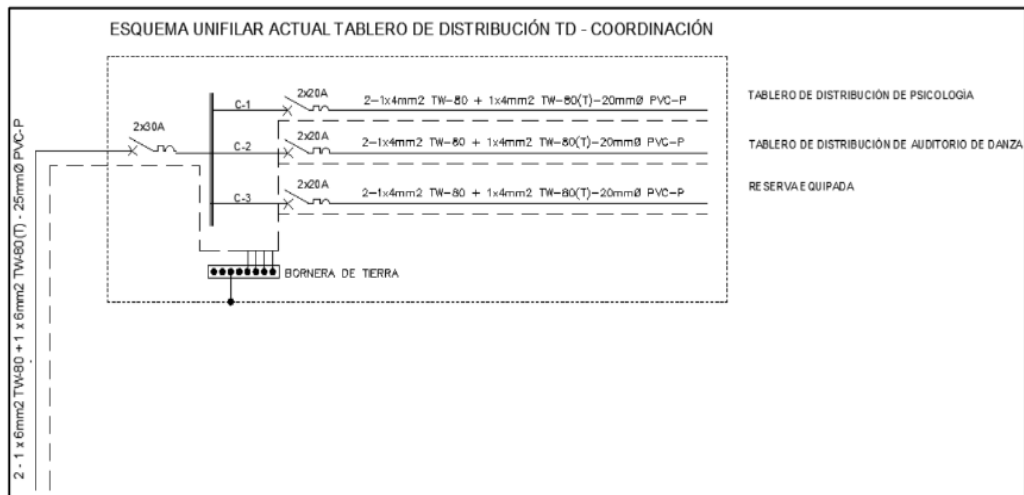 ESQUEMA UNIFILAR ACTUAL TABLERO DE DISTRIBUCIÓN TD - COORDINACIÓN
2 - 1 x 6mm2 TW-80 + 1 x 6mm2 TW-80(T) - 25mmØ PVC-P
2x30A
C-1
2x20A
2-1x4mm2 TW-80 + 1x4mm2 TW-80(T)-20mmØ PVC-P
TABLERO DE DISTRIBUCIÓN DE PSICOLOGÍA
C-2
2x20A
2-1x4mm2 TW-80 + 1x4mm2 TW-80(T)-20mmØ PVC-P
TABLERO DE DISTRIBUCIÓN DE AUDITORIO DE DANZA
C-3
2x20A
2-1x4mm2 TW-80 + 1x4mm2 TW-80(T)-20mmØ PVC-P
RESERVA EQUIPADA
BORNERA DE TIERRA